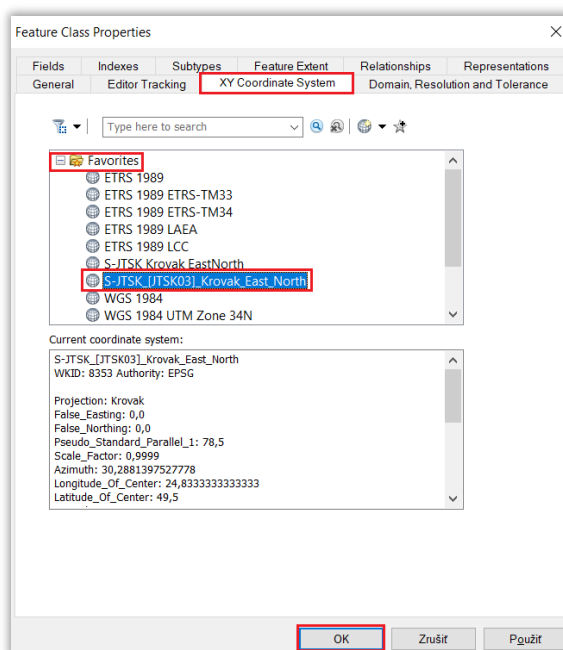 Feature Class Properties
Fields Indexes Subtypes Feature Extent Relationships Representations
General Editor Tracking XY Coordinate System Domain, Resolution and Tolerance
Type here to search
Favorites
ETRS 1989
ETRS 1989 ETRS-TM33
ETRS 1989 ETRS-TM34
ETRS 1989 LAEA
ETRS 1989 LCC
S-JTSK Krovak EastNorth
S-JTSK_[JTSK03]_Krovak_East_North
WGS 1984
WGS 1984 UTM Zone 34N
Current coordinate system:
S-JTSK_[JTSK03]_Krovak_East_North
WKID: 8353 Authority: EPSG
Projection: Krovak
False_Easting: 0,0
False_Northing: 0,0
Pseudo_Standard_Parallel_1: 78,5
Scale_Factor: 0,9999
Azimuth: 30,2881397527778
Longitude_Of_Center: 24,8333333333333
Latitude_Of_Center: 49,5
OK Zrušiť Použiť